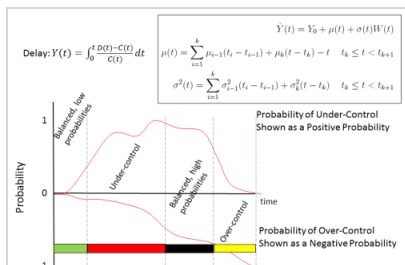 Ŷ(t) = Y₀ + μ(t) + σ(t)W(t)
Delay: Y(t) = ∫₀ᵗ (D(t)−C(t))/C(t) dt
μ(t) = ∑ᵢ₌₁ᵏ μᵢ₋₁(tᵢ − tᵢ₋₁) + μₖ(t − tₖ) − t   tₖ ≤ t < tₖ₊₁
σ²(t) = ∑ᵢ₌₁ᵏ σ²ᵢ₋₁(tᵢ − tᵢ₋₁) + σ²ₖ(t − tₖ)   tₖ ≤ t < tₖ₊₁
Balanced, low
probabilities
Under-control
Balanced, high
probabilities
Over-control
Probability of Under-Control
Shown as a Positive Probability
1
0
time
Probability
Probability of Over-Control
Shown as a Negative Probability
1